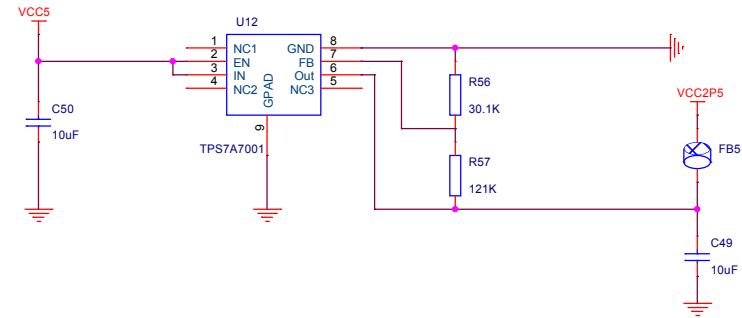 VCC5
U12
1 NC1 GND 8
2 EN FB 7
3 IN Out 6
4 NC2 NC3 5
GPAD
9
TPS7A7001
C50
10uF
R56
30.1K
R57
121K
VCC2P5
FB5
C49
10uF